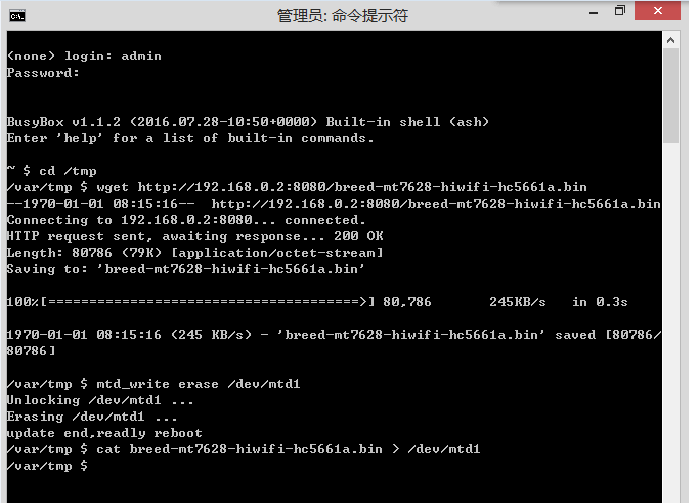 管理员: 命令提示符
(none) login: admin
Password:
BusyBox v1.1.2 (2016.07.28-10:50+0000) Built-in shell (ash)
Enter 'help' for a list of built-in commands.
~ $ cd /tmp
/var/tmp $ wget http://192.168.0.2:8080/breed-mt7628-hiwifi-hc5661a.bin
--1970-01-01 08:15:16--  http://192.168.0.2:8080/breed-mt7628-hiwifi-hc5661a.bin
Connecting to 192.168.0.2:8080... connected.
HTTP request sent, awaiting response... 200 OK
Length: 80786 (79K) [application/octet-stream]
Saving to: 'breed-mt7628-hiwifi-hc5661a.bin'
100%[======================================>] 80,786       245KB/s   in 0.3s
1970-01-01 08:15:16 (245 KB/s) - 'breed-mt7628-hiwifi-hc5661a.bin' saved [80786/
80786]
/var/tmp $ mtd_write erase /dev/mtd1
Unlocking /dev/mtd1 ...
Erasing /dev/mtd1 ...
update end,readly reboot
/var/tmp $ cat breed-mt7628-hiwifi-hc5661a.bin > /dev/mtd1
/var/tmp $